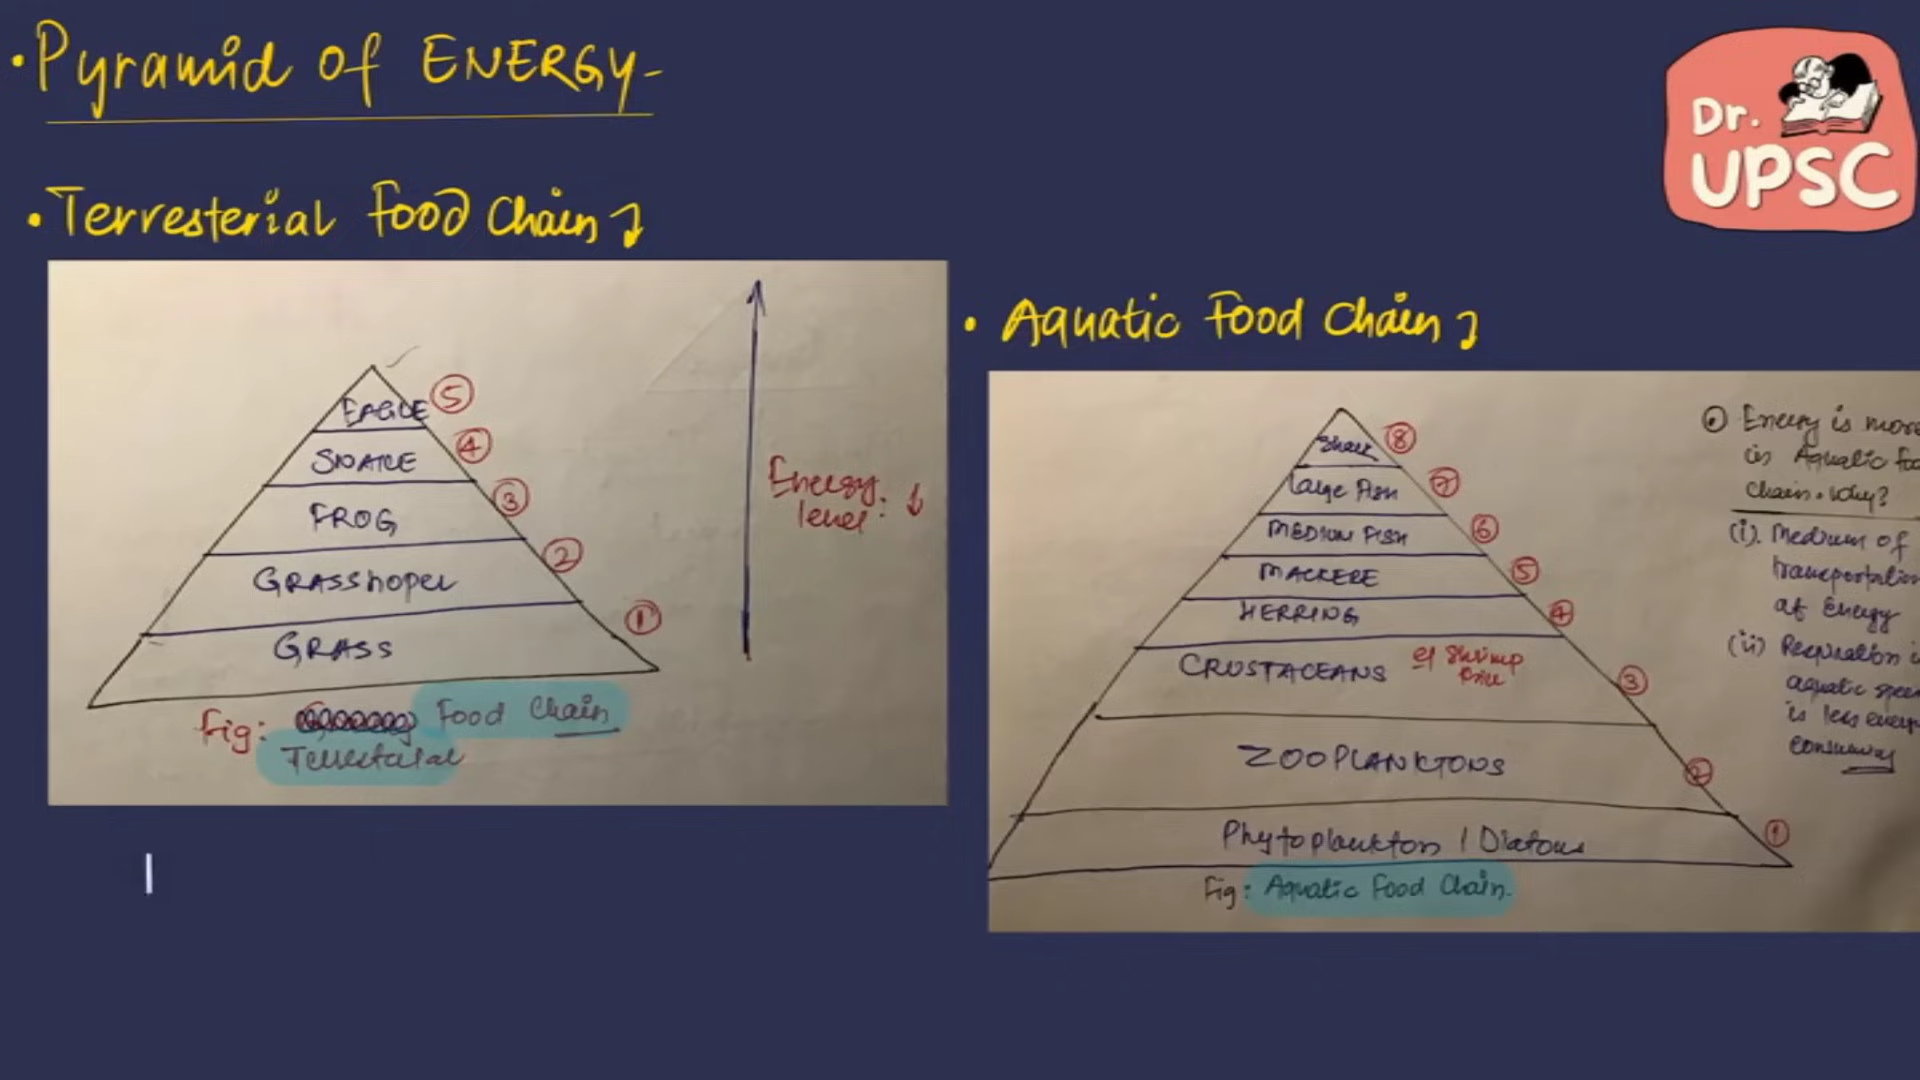 • Pyramid of ENERGY-
Dr.
UPSC
• Terresterial Food Chain
EAGLE 5
SNAKE 4
FROG 3
GRASShoper 2
GRASS 1
Energy level: ↓
Fig: Food Chain
Terrestrial
• Aquatic Food Chain
Shark 8
Large Fish 7
MEDIUM FISH 6
MACKERE 5
HERRING 4
CRUSTACEANS eg Shrimp 3
ZOOPLANKTONS 2
Phytoplankton / Diatoms 1
Fig: Aquatic Food Chain.
Energy is more
in Aquatic foo
chain. Why?
(i). Medium of
transportation
of Energy
(ii) Respiration i
aquatic spec
is less energ
consuming